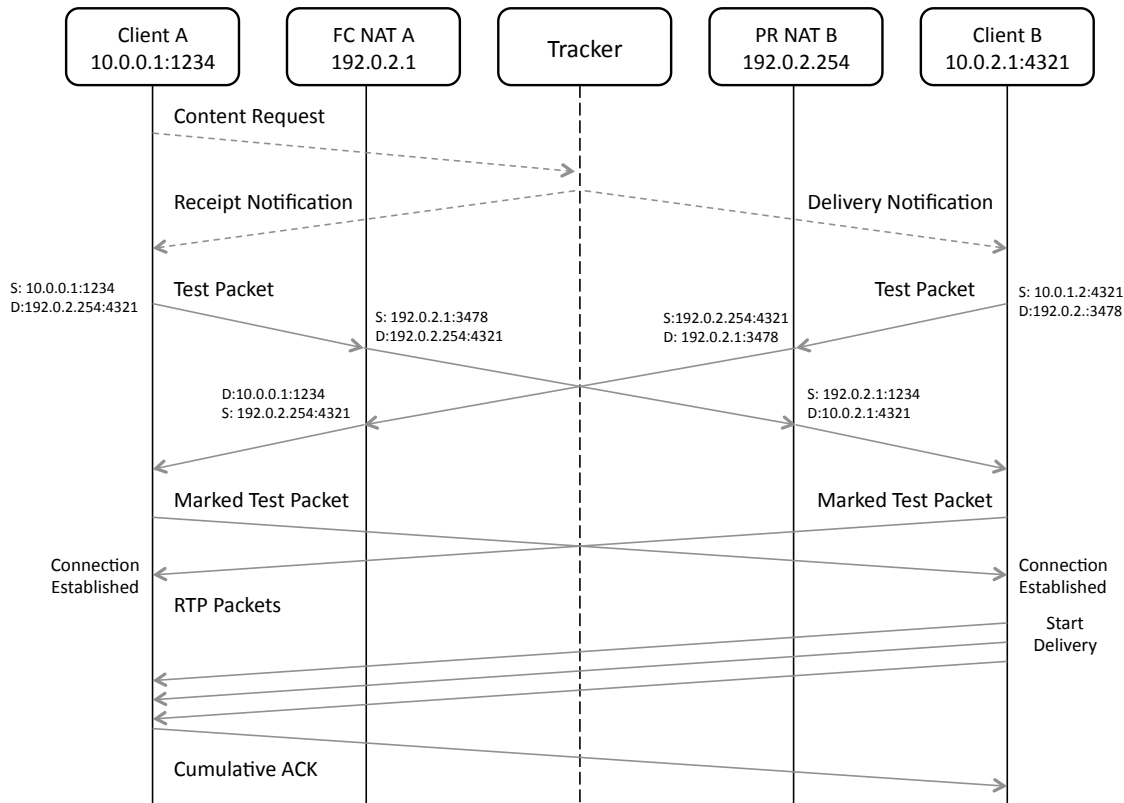 Client A
10.0.0.1:1234
FC NAT A
192.0.2.1
Tracker
PR NAT B
192.0.2.254
Client B
10.0.2.1:4321
Content Request
Receipt Notification
Delivery Notification
S: 10.0.0.1:1234
D:192.0.2.254:4321
Test Packet
Test Packet
S: 10.0.1.2:4321
D:192.0.2.:3478
S: 192.0.2.1:3478
D:192.0.2.254:4321
S:192.0.2.254:4321
D: 192.0.2.1:3478
D:10.0.0.1:1234
S: 192.0.2.254:4321
S: 192.0.2.1:1234
D:10.0.2.1:4321
Marked Test Packet
Marked Test Packet
Connection
Established
Connection
Established
RTP Packets
Start
Delivery
Cumulative ACK